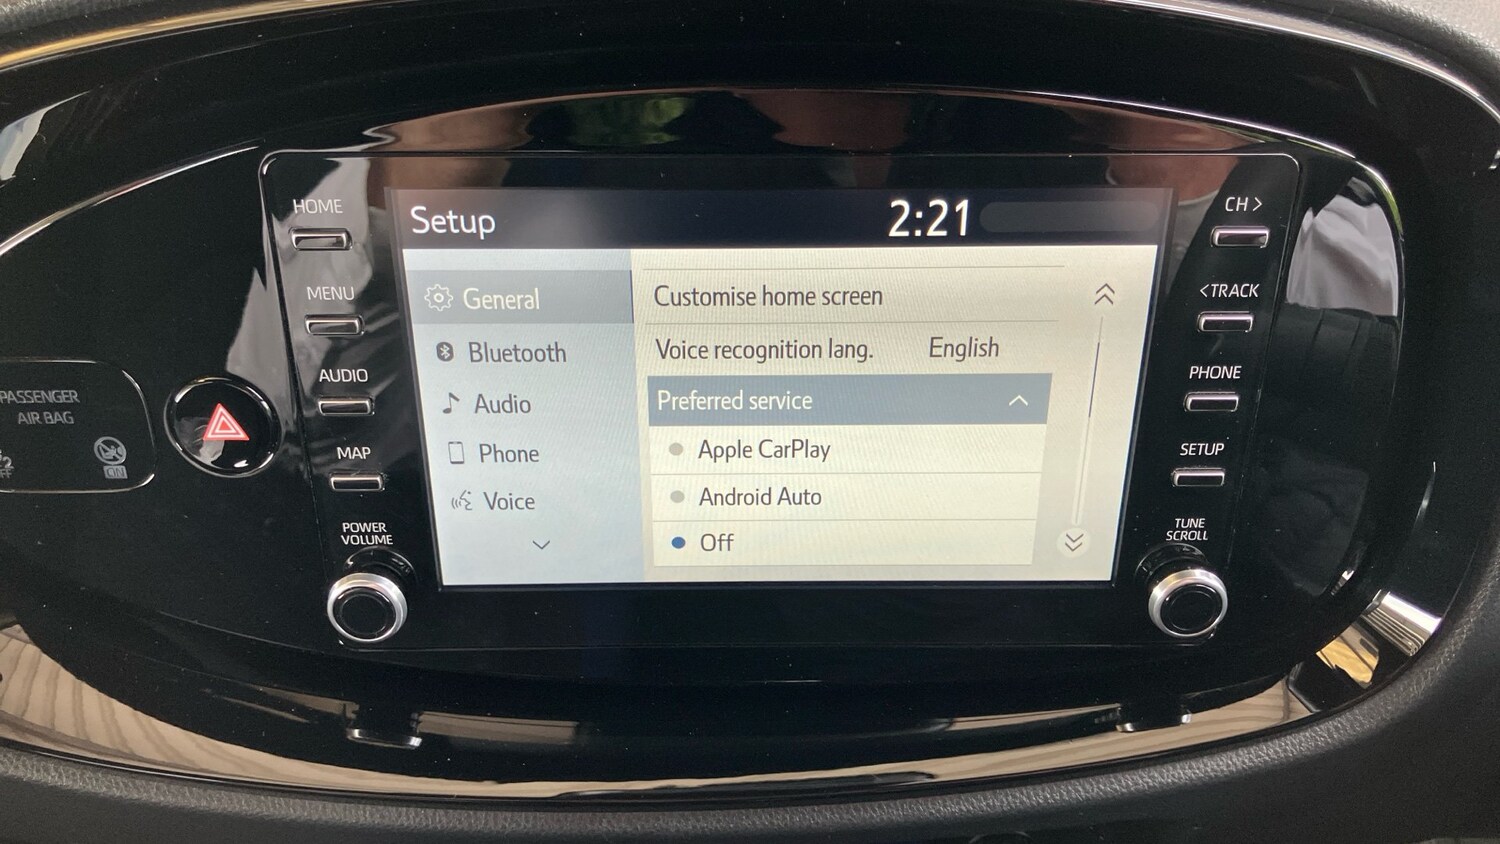 Setup
2:21
General
Bluetooth
Audio
Phone
Voice
Customise home screen
Voice recognition lang. English
Preferred service
Apple CarPlay
Android Auto
Off
HOME
MENU
AUDIO
MAP
POWER
VOLUME
CH >
< TRACK
PHONE
SETUP
TUNE
SCROLL
PASSENGER
AIR BAG
ON